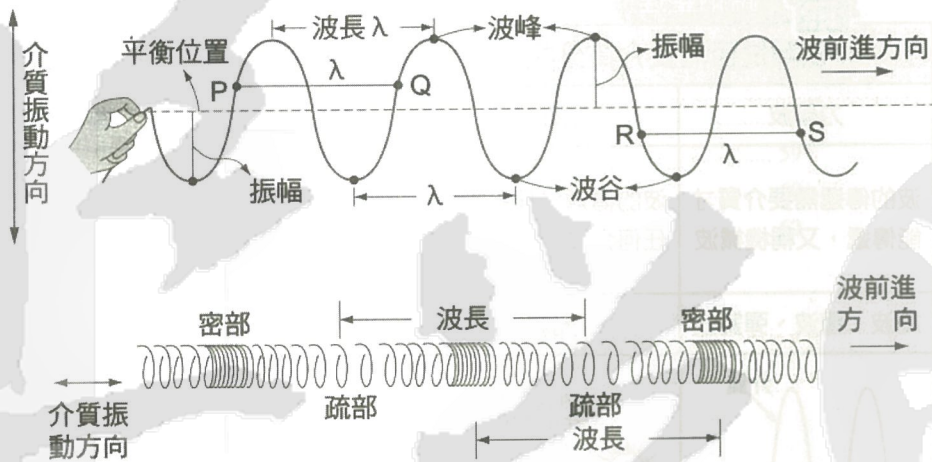 介質振動方向
平衡位置
波長 λ
波峰
振幅
波前進方向
P
λ
Q
R
S
λ
振幅
λ
波谷
密部
波長
密部
波前進
方 向
介質振
動方向
疏部
疏部
波長